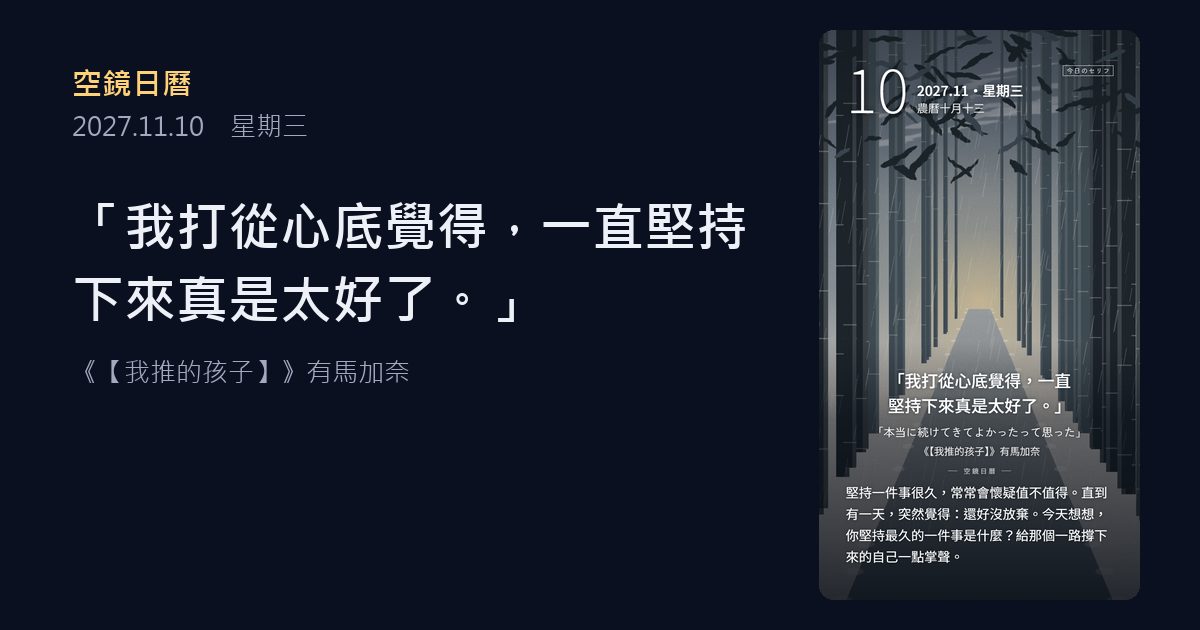 空鏡日曆
2027.11.10 星期三
「我打從心底覺得，一直堅持
下來真是太好了。」
《【我推的孩子】》有馬加奈
10
2027.11・星期三
農曆十月十三
今日のセリフ
「我打從心底覺得，一直
堅持下來真是太好了。」
「本当に続けてきてよかったって思った」
《【我推的孩子】》有馬加奈
— 空鏡日曆 —
堅持一件事很久，常常會懷疑值不值得。直到
有一天，突然覺得：還好沒放棄。今天想想，
你堅持最久的一件事是什麼？給那個一路撐下
來的自己一點掌聲。